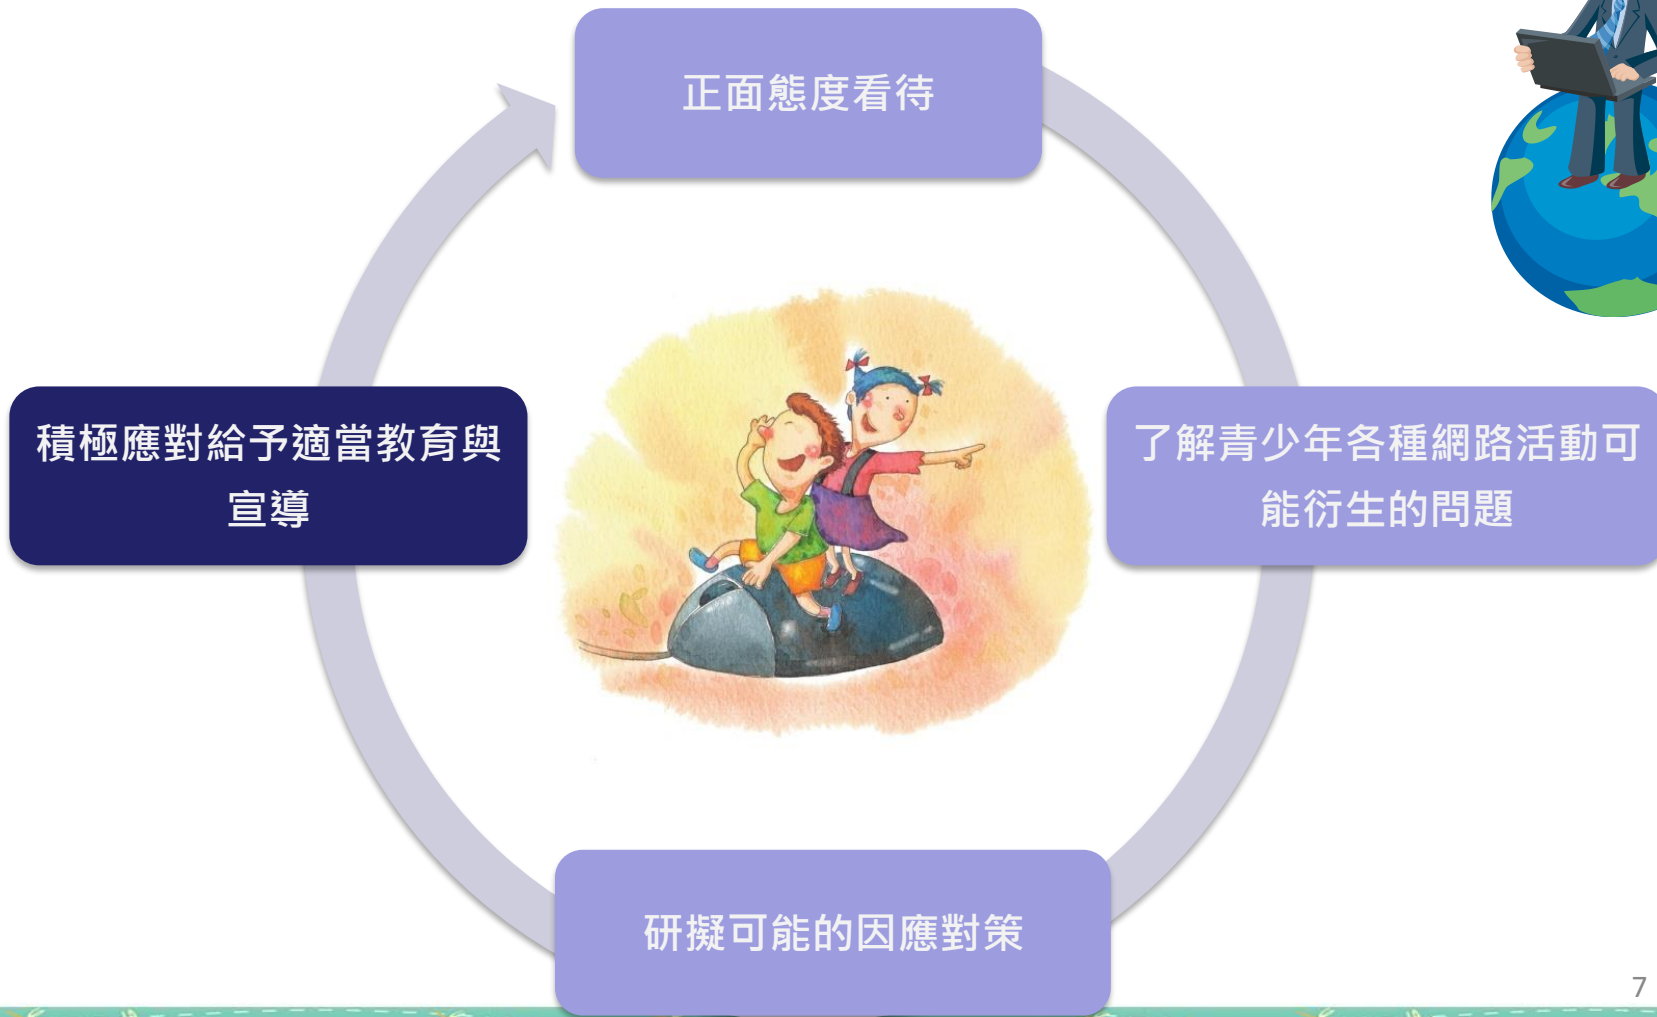 正面態度看待
積極應對給予適當教育與
宣導
了解青少年各種網路活動可
能衍生的問題
研擬可能的因應對策
7